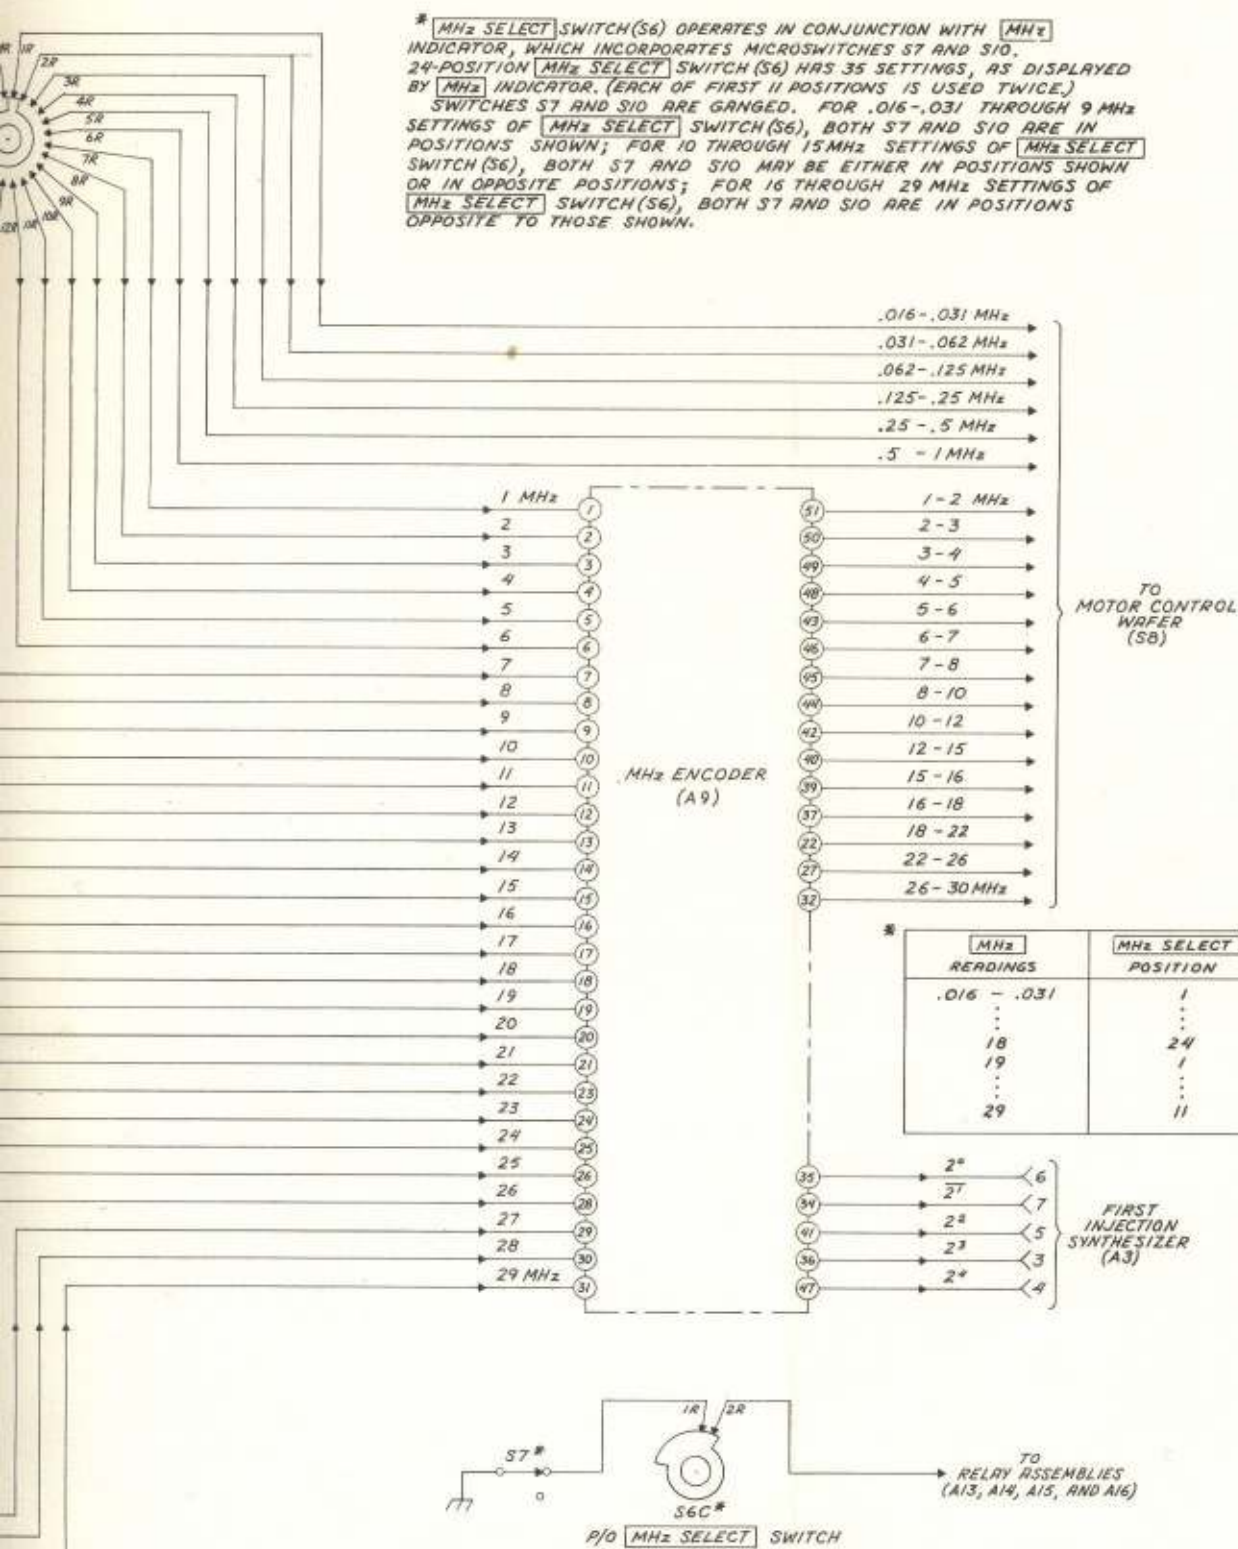 * MHz SELECT SWITCH (S6) OPERATES IN CONJUNCTION WITH MHz
INDICATOR, WHICH INCORPORATES MICROSWITCHES S7 AND S10.
24-POSITION MHz SELECT SWITCH (S6) HAS 35 SETTINGS, AS DISPLAYED
BY MHz INDICATOR. (EACH OF FIRST 11 POSITIONS IS USED TWICE.)
SWITCHES S7 AND S10 ARE GANGED. FOR .016-.031 THROUGH 9 MHz
SETTINGS OF MHz SELECT SWITCH (S6), BOTH S7 AND S10 ARE IN
POSITIONS SHOWN; FOR 10 THROUGH 15MHz SETTINGS OF MHz SELECT
SWITCH (S6), BOTH S7 AND S10 MAY BE EITHER IN POSITIONS SHOWN
OR IN OPPOSITE POSITIONS; FOR 16 THROUGH 29 MHz SETTINGS OF
MHz SELECT SWITCH (S6), BOTH S7 AND S10 ARE IN POSITIONS
OPPOSITE TO THOSE SHOWN.
1R
2R
3R
4R
5R
6R
7R
8R
9R
12R 11R 10R
.016-.031 MHz
.031-.062 MHz
.062-.125 MHz
.125-.25 MHz
.25 - .5 MHz
.5 - 1 MHz
1 MHz 1 51 1-2 MHz
2 2 50 2-3
3 3 49 3-4
4 4 48 4-5
5 5 43 5-6
6 6 46 6-7
7 7 45 7-8
8 8 44 8-10
9 9 42 10-12
10 10 40 12-15
11 11 39 15-16
12 12 37 16-18
13 13 22 18-22
14 14 27 22-26
15 15 32 26-30 MHz
TO
MOTOR CONTROL
WAFER
(S8)
MHz ENCODER
(A9)
16 16
17 17
18 18
19 19
20 20
21 21
22 23
23 24
24 25
25 26
26 28
27 29
28 30
29 MHz 31
*
MHz READINGS MHz SELECT POSITION
.016 - .031 1
18 24
19 1
29 11
35 2⁰ 6
34 2̅¹̅ 7
41 2² 5
36 2³ 3
47 2⁴ 4
FIRST
INJECTION
SYNTHESIZER
(A3)
1R 2R
S7*
S6C*
P/O MHz SELECT SWITCH
TO
RELAY ASSEMBLIES
(A13, A14, A15, AND A16)